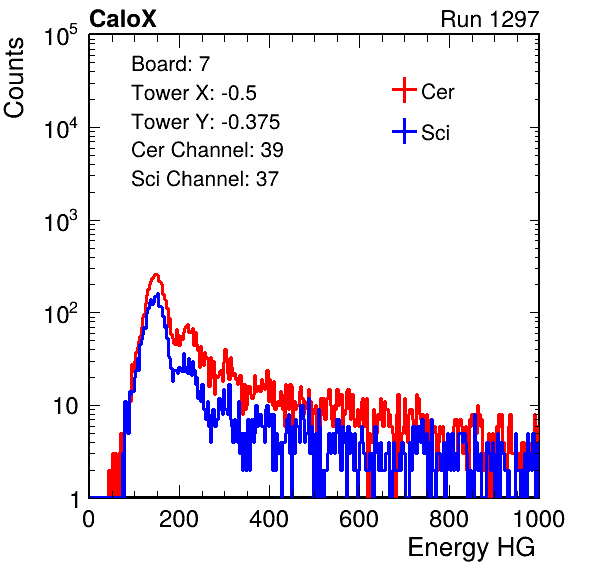 CaloX Run 1297
Counts
10^5
10^4
10^3
10^2
10
1
Board: 7
Tower X: -0.5
Tower Y: -0.375
Cer Channel: 39
Sci Channel: 37
Cer
Sci
0 200 400 600 800 1000
Energy HG